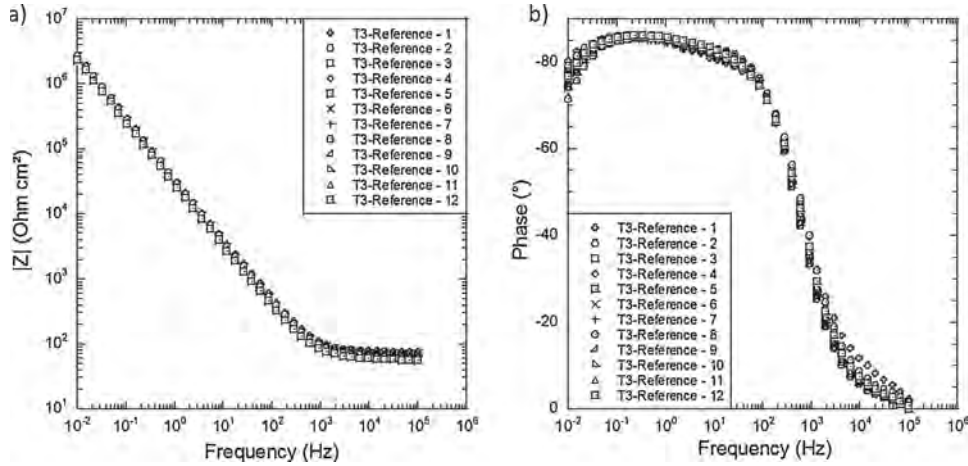 a)
10^7
10^6
10^5
10^4
10^3
10^2
10^1
|Z| (Ohm cm²)
T3-Reference - 1
T3-Reference - 2
T3-Reference - 3
T3-Reference - 4
T3-Reference - 5
T3-Reference - 6
T3-Reference - 7
T3-Reference - 8
T3-Reference - 9
T3-Reference - 10
T3-Reference - 11
T3-Reference - 12
10^-2 10^-1 10^0 10^1 10^2 10^3 10^4 10^5 10^6
Frequency (Hz)
b)
-80
-60
-40
-20
0
Phase (°)
T3-Reference - 1
T3-Reference - 2
T3-Reference - 3
T3-Reference - 4
T3-Reference - 5
T3-Reference - 6
T3-Reference - 7
T3-Reference - 8
T3-Reference - 9
T3-Reference - 10
T3-Reference - 11
T3-Reference - 12
10^-2 10^-1 10^0 10^1 10^2 10^3 10^4 10^5 10^6
Frequency (Hz)